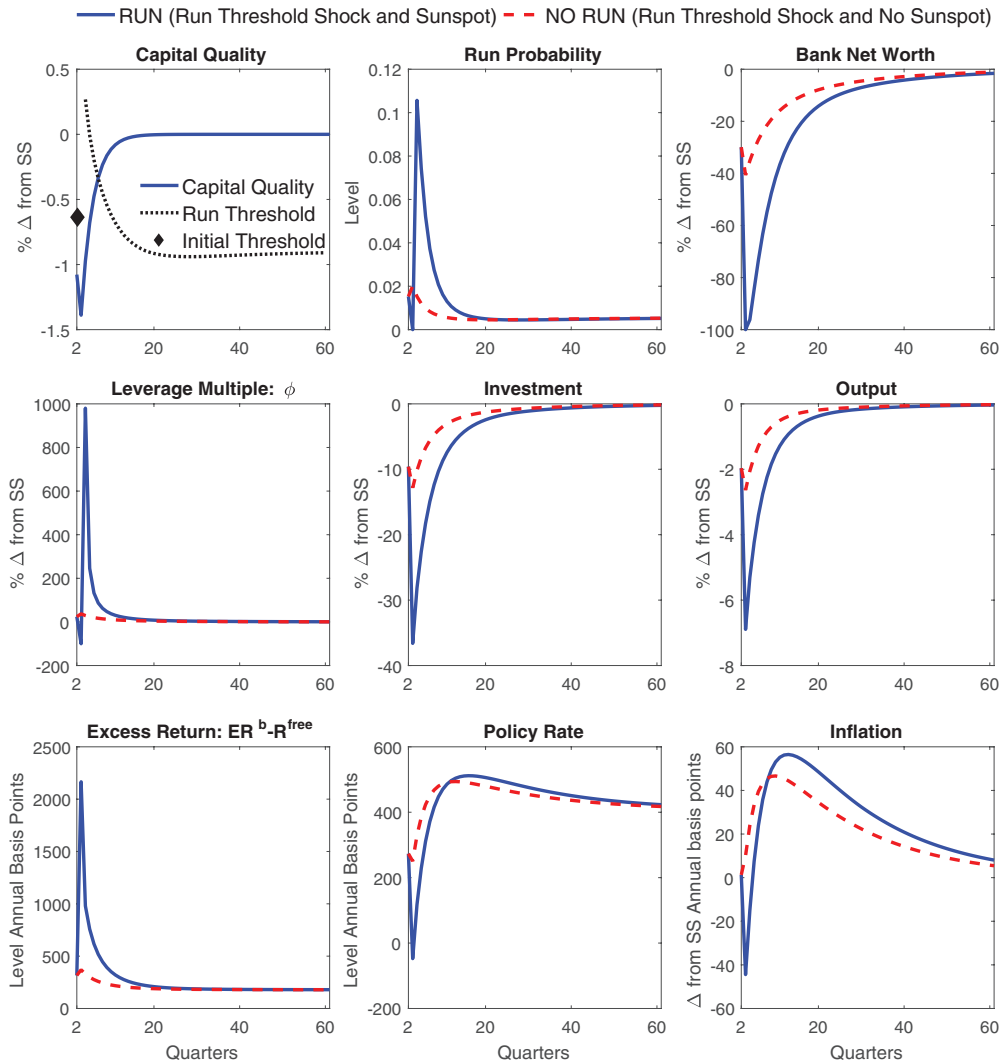 RUN (Run Threshold Shock and Sunspot) NO RUN (Run Threshold Shock and No Sunspot)
Capital Quality
% Δ from SS
0.5
0
-0.5
-1
-1.5
Capital Quality
Run Threshold
Initial Threshold
2 20 40 60
Run Probability
Level
0.12
0.1
0.08
0.06
0.04
0.02
0
2 20 40 60
Bank Net Worth
% Δ from SS
0
-20
-40
-60
-80
-100
2 20 40 60
Leverage Multiple: ϕ
% Δ from SS
1000
800
600
400
200
0
-200
2 20 40 60
Investment
% Δ from SS
0
-10
-20
-30
-40
2 20 40 60
Output
% Δ from SS
0
-2
-4
-6
-8
2 20 40 60
Excess Return: ER b-Rfree
Level Annual Basis Points
2500
2000
1500
1000
500
0
2 20 40 60
Quarters
Policy Rate
Level Annual Basis Points
600
400
200
0
-200
2 20 40 60
Quarters
Inflation
Δ from SS Annual basis points
60
40
20
0
-20
-40
-60
2 20 40 60
Quarters